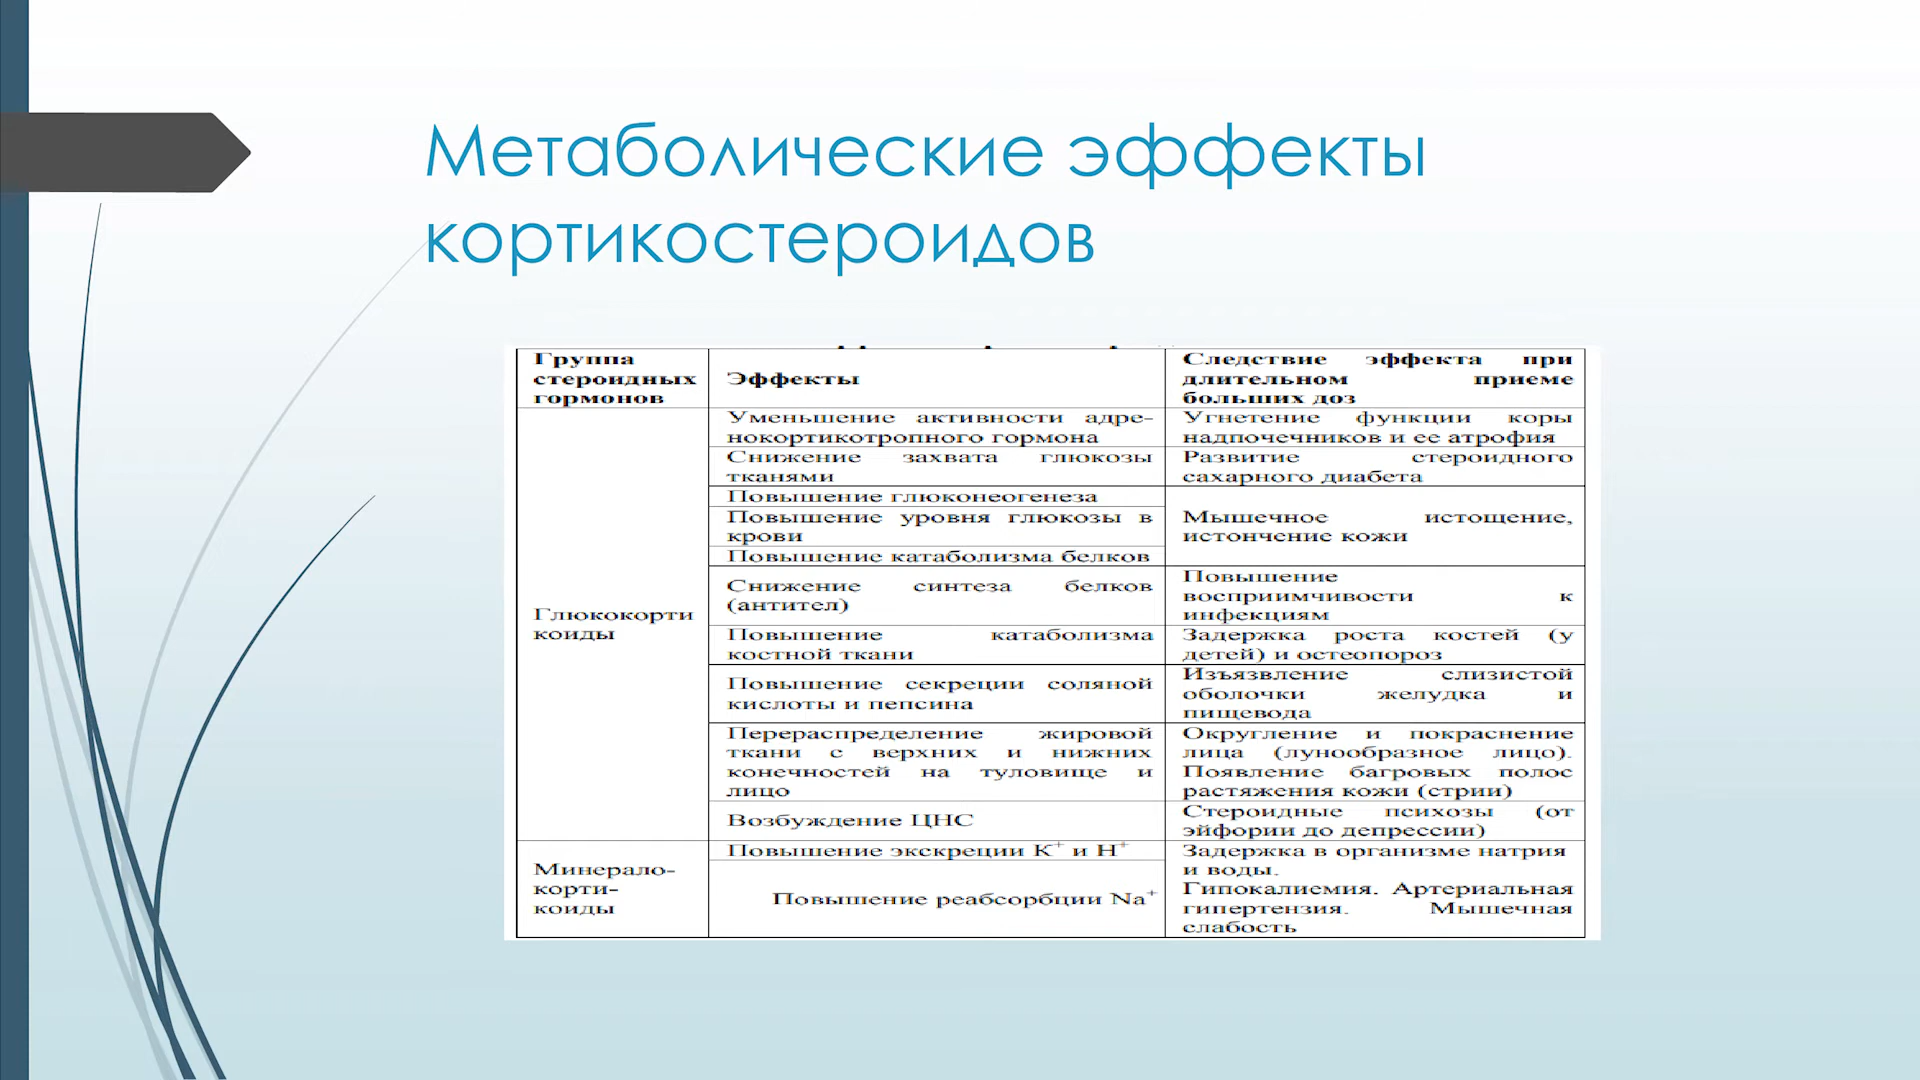 Метаболические эффекты
кортикостероидов
Группа
стероидных
гормонов
Эффекты
Следствие эффекта при
длительном приеме
больших доз
Глюкокорти
коиды
Уменьшение активности адре-
нокортикотропного гормона
Угнетение функции коры
надпочечников и ее атрофия
Снижение захвата глюкозы
тканями
Развитие стероидного
сахарного диабета
Повышение глюконеогенеза
Повышение уровня глюкозы в
крови
Повышение катаболизма белков
Мышечное истощение,
истончение кожи
Снижение синтеза белков
(антител)
Повышение
восприимчивости к
инфекциям
Повышение катаболизма
костной ткани
Задержка роста костей (у
детей) и остеопороз
Повышение секреции соляной
кислоты и пепсина
Изъязвление слизистой
оболочки желудка и
пищевода
Перераспределение жировой
ткани с верхних и нижних
конечностей на туловище и
лицо
Округление и покраснение
лица (лунообразное лицо).
Появление багровых полос
растяжения кожи (стрии)
Возбуждение ЦНС
Стероидные психозы (от
эйфории до депрессии)
Минерало-
корти-
коиды
Повышение экскреции К⁺ и Н⁺
Повышение реабсорбции Na⁺
Задержка в организме натрия
и воды.
Гипокалиемия. Артериальная
гипертензия. Мышечная
слабость